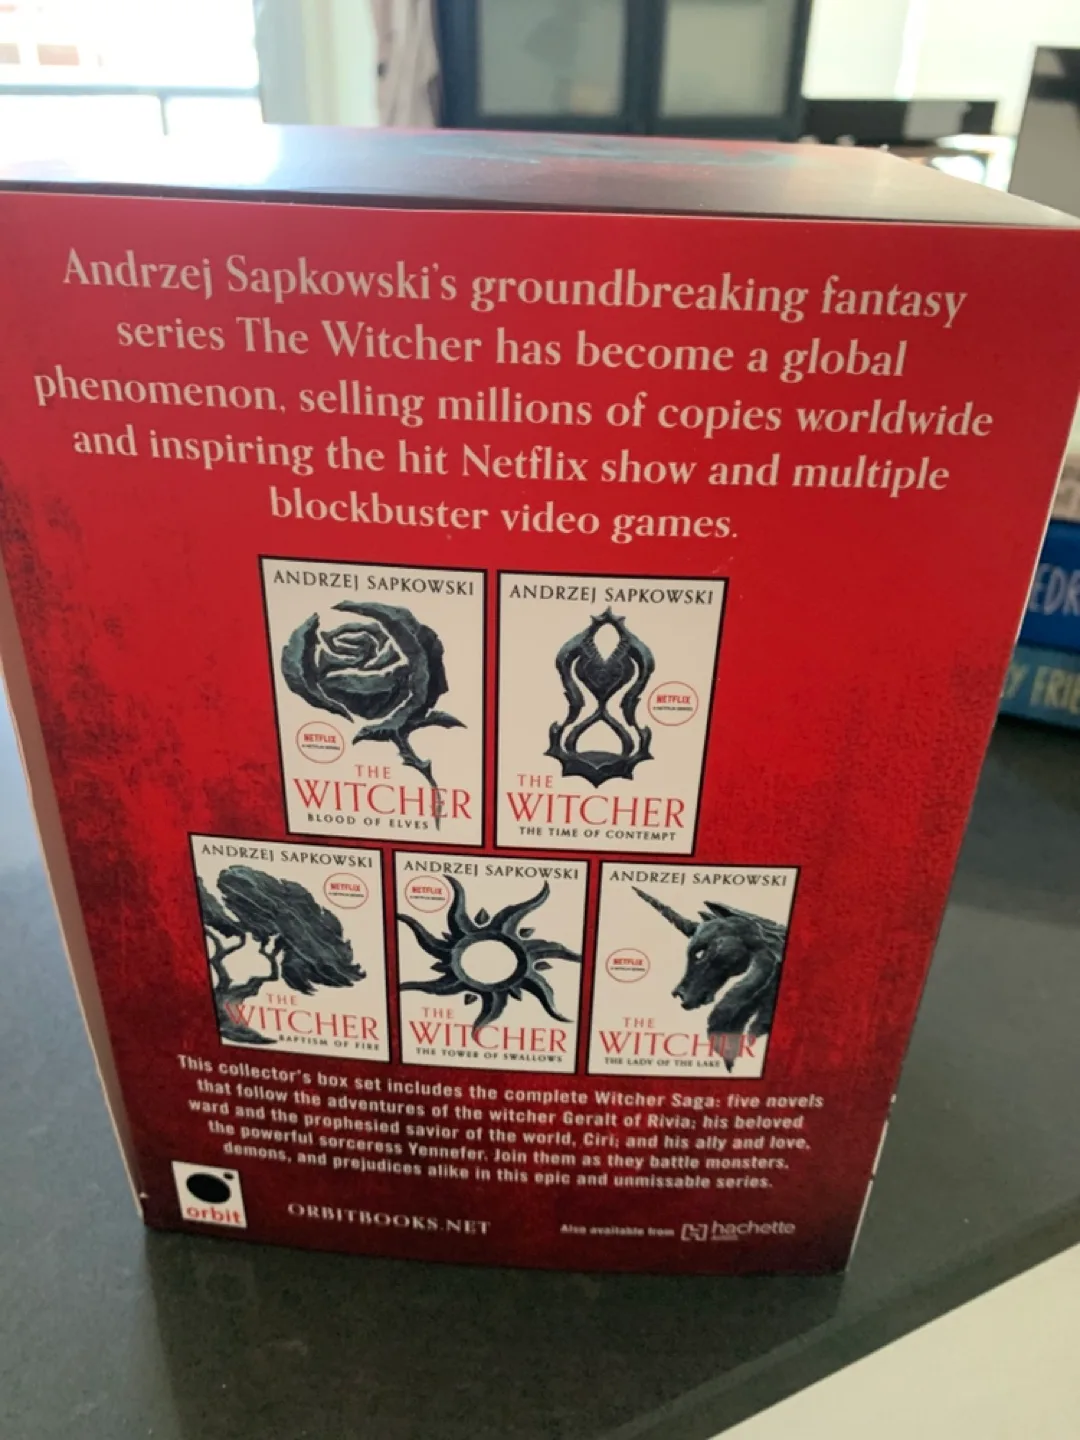 Andrzej Sapkowski's groundbreaking fantasy
series The Witcher has become a global
phenomenon, selling millions of copies worldwide
and inspiring the hit Netflix show and multiple
blockbuster video games.
ANDRZEJ SAPKOWSKI
NETFLIX
THE
WITCHER
BLOOD OF ELVES
ANDRZEJ SAPKOWSKI
NETFLIX
THE
WITCHER
THE TIME OF CONTEMPT
ANDRZEJ SAPKOWSKI
NETFLIX
THE
WITCHER
BAPTISM OF FIRE
ANDRZEJ SAPKOWSKI
NETFLIX
THE
WITCHER
THE TOWER OF SWALLOWS
ANDRZEJ SAPKOWSKI
NETFLIX
THE
WITCHER
THE LADY OF THE LAKE
This collector's box set includes the complete Witcher Saga: five novels
that follow the adventures of the witcher Geralt of Rivia; his beloved
ward and the prophesied savior of the world, Ciri; and his ally and love,
the powerful sorceress Yennefer. Join them as they battle monsters,
demons, and prejudices alike in this epic and unmissable series.
orbit
ORBITBOOKS.NET
Also available from hachette